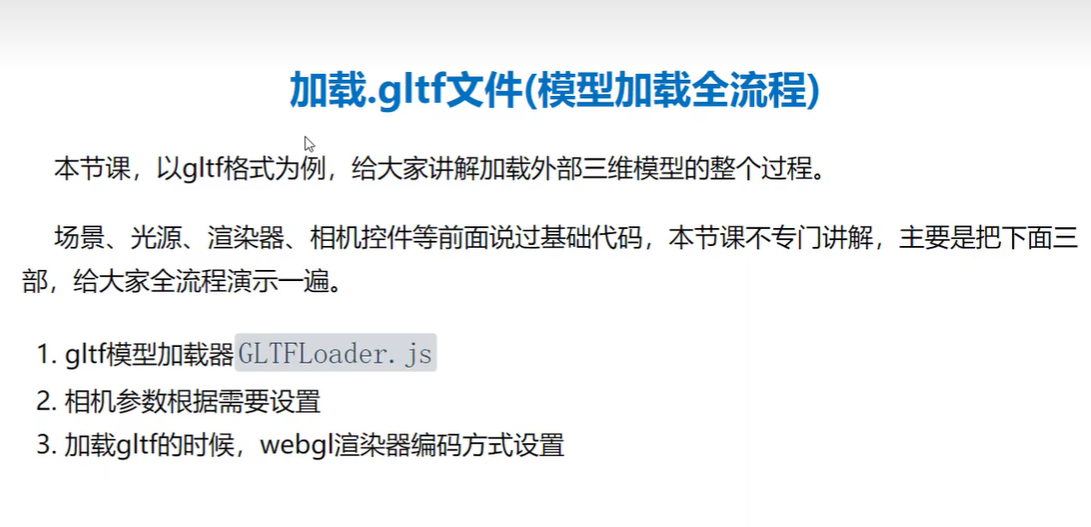 加载.gltf文件(模型加载全流程)
本节课，以gltf格式为例，给大家讲解加载外部三维模型的整个过程。
场景、光源、渲染器、相机控件等前面说过基础代码，本节课不专门讲解，主要是把下面三
部，给大家全流程演示一遍。
1. gltf模型加载器GLTFLoader.js
2. 相机参数根据需要设置
3. 加载gltf的时候，webgl渲染器编码方式设置